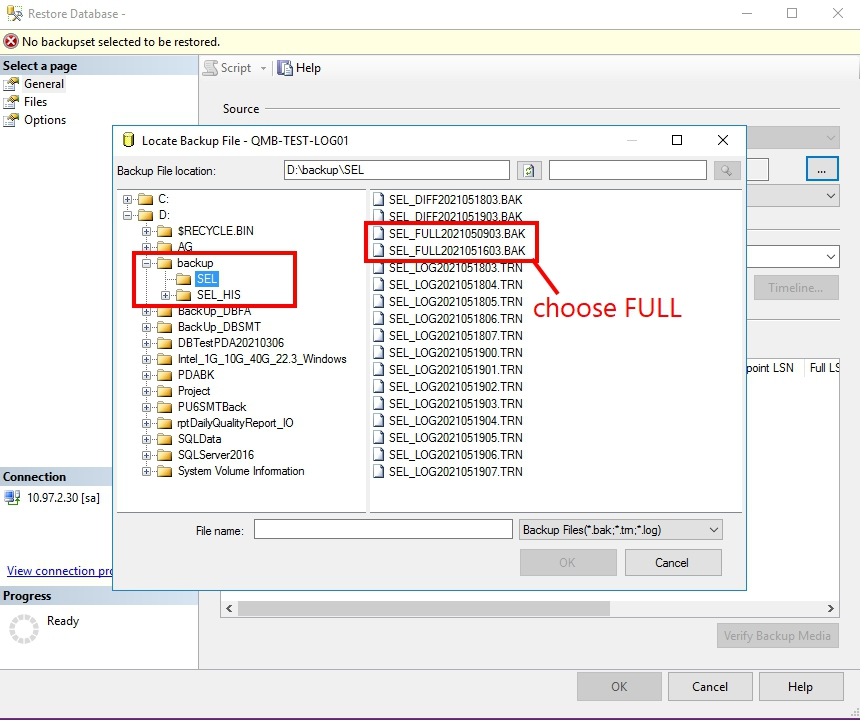 Restore Database -
No backupset selected to be restored.
Select a page
General
Files
Options
Script
Help
Source
...
Timeline...
point LSN
Full LS
Locate Backup File - QMB-TEST-LOG01
Backup File location:
D:\backup\SEL
C:
D:
$RECYCLE.BIN
AG
backup
SEL
SEL_HIS
BackUp_DBFA
BackUp_DBSMT
DBTestPDA20210306
Intel_1G_10G_40G_22.3_Windows
PDABK
Project
PU6SMTBack
rptDailyQualityReport_IO
SQLData
SQLServer2016
System Volume Information
SEL_DIFF2021051803.BAK
SEL_DIFF2021051903.BAK
SEL_FULL2021050903.BAK
SEL_FULL2021051603.BAK
SEL_LOG2021051803.TRN
SEL_LOG2021051804.TRN
SEL_LOG2021051805.TRN
SEL_LOG2021051806.TRN
SEL_LOG2021051807.TRN
SEL_LOG2021051900.TRN
SEL_LOG2021051901.TRN
SEL_LOG2021051902.TRN
SEL_LOG2021051903.TRN
SEL_LOG2021051904.TRN
SEL_LOG2021051905.TRN
SEL_LOG2021051906.TRN
SEL_LOG2021051907.TRN
choose FULL
File name:
Backup Files(*.bak;*.trn;*.log)
OK
Cancel
Connection
10.97.2.30 [sa]
View connection pro
Progress
Ready
Verify Backup Media
OK
Cancel
Help